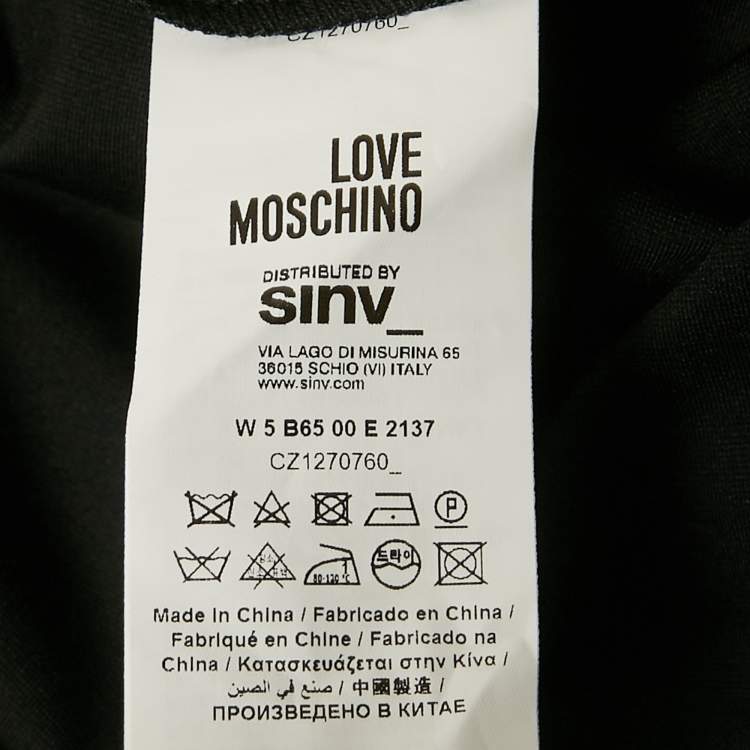 CZ1270760_
LOVE
MOSCHINO
DISTRIBUTED BY
sinv_
VIA LAGO DI MISURINA 65
36015 SCHIO (VI) ITALY
www.sinv.com
W 5 B65 00 E 2137
CZ1270760_
P
80-120 °C
드라이
Made in China / Fabricado en China /
Fabriqué en Chine / Fabricado na
China / Κατασκευάζεται στην Κίνα /
صنع في الصين / 中國製造 /
ПРОИЗВЕДЕНО В КИТАЕ